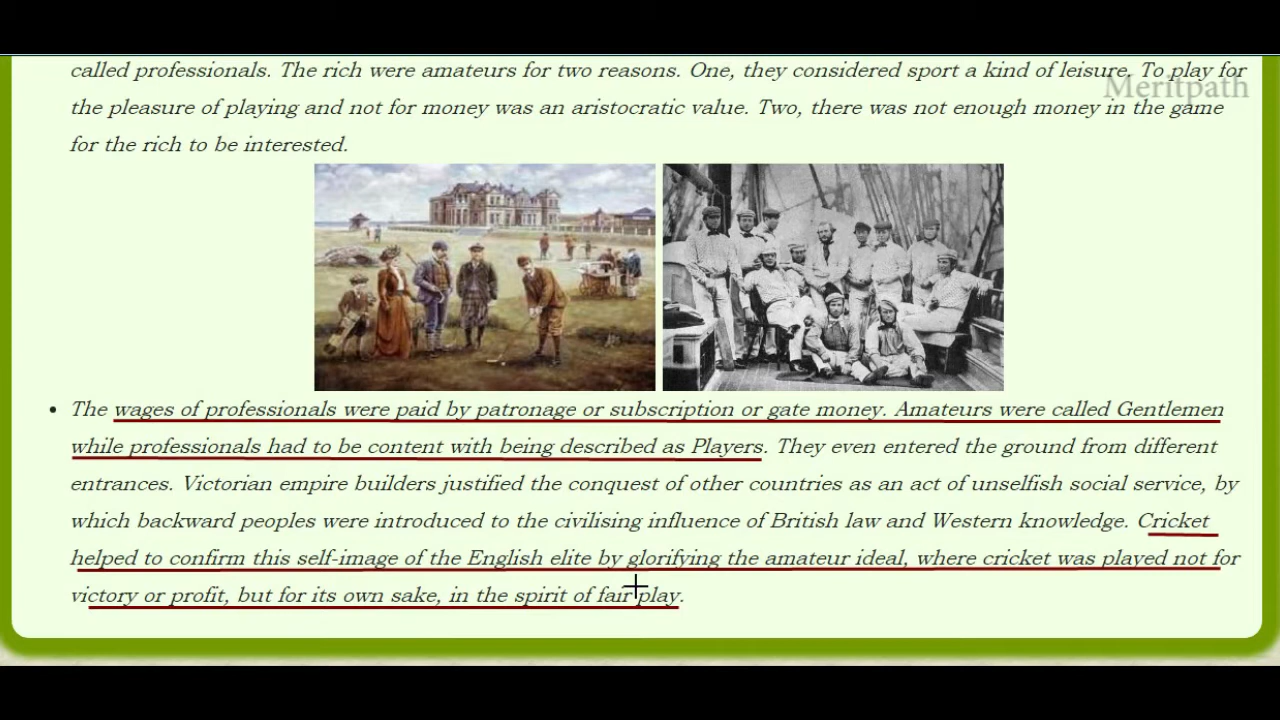 called professionals. The rich were amateurs for two reasons. One, they considered sport a kind of leisure. To play for
Meritpath
the pleasure of playing and not for money was an aristocratic value. Two, there was not enough money in the game
for the rich to be interested.
• The wages of professionals were paid by patronage or subscription or gate money. Amateurs were called Gentlemen
while professionals had to be content with being described as Players. They even entered the ground from different
entrances. Victorian empire builders justified the conquest of other countries as an act of unselfish social service, by
which backward peoples were introduced to the civilising influence of British law and Western knowledge. Cricket
helped to confirm this self-image of the English elite by glorifying the amateur ideal, where cricket was played not for
victory or profit, but for its own sake, in the spirit of fair play.